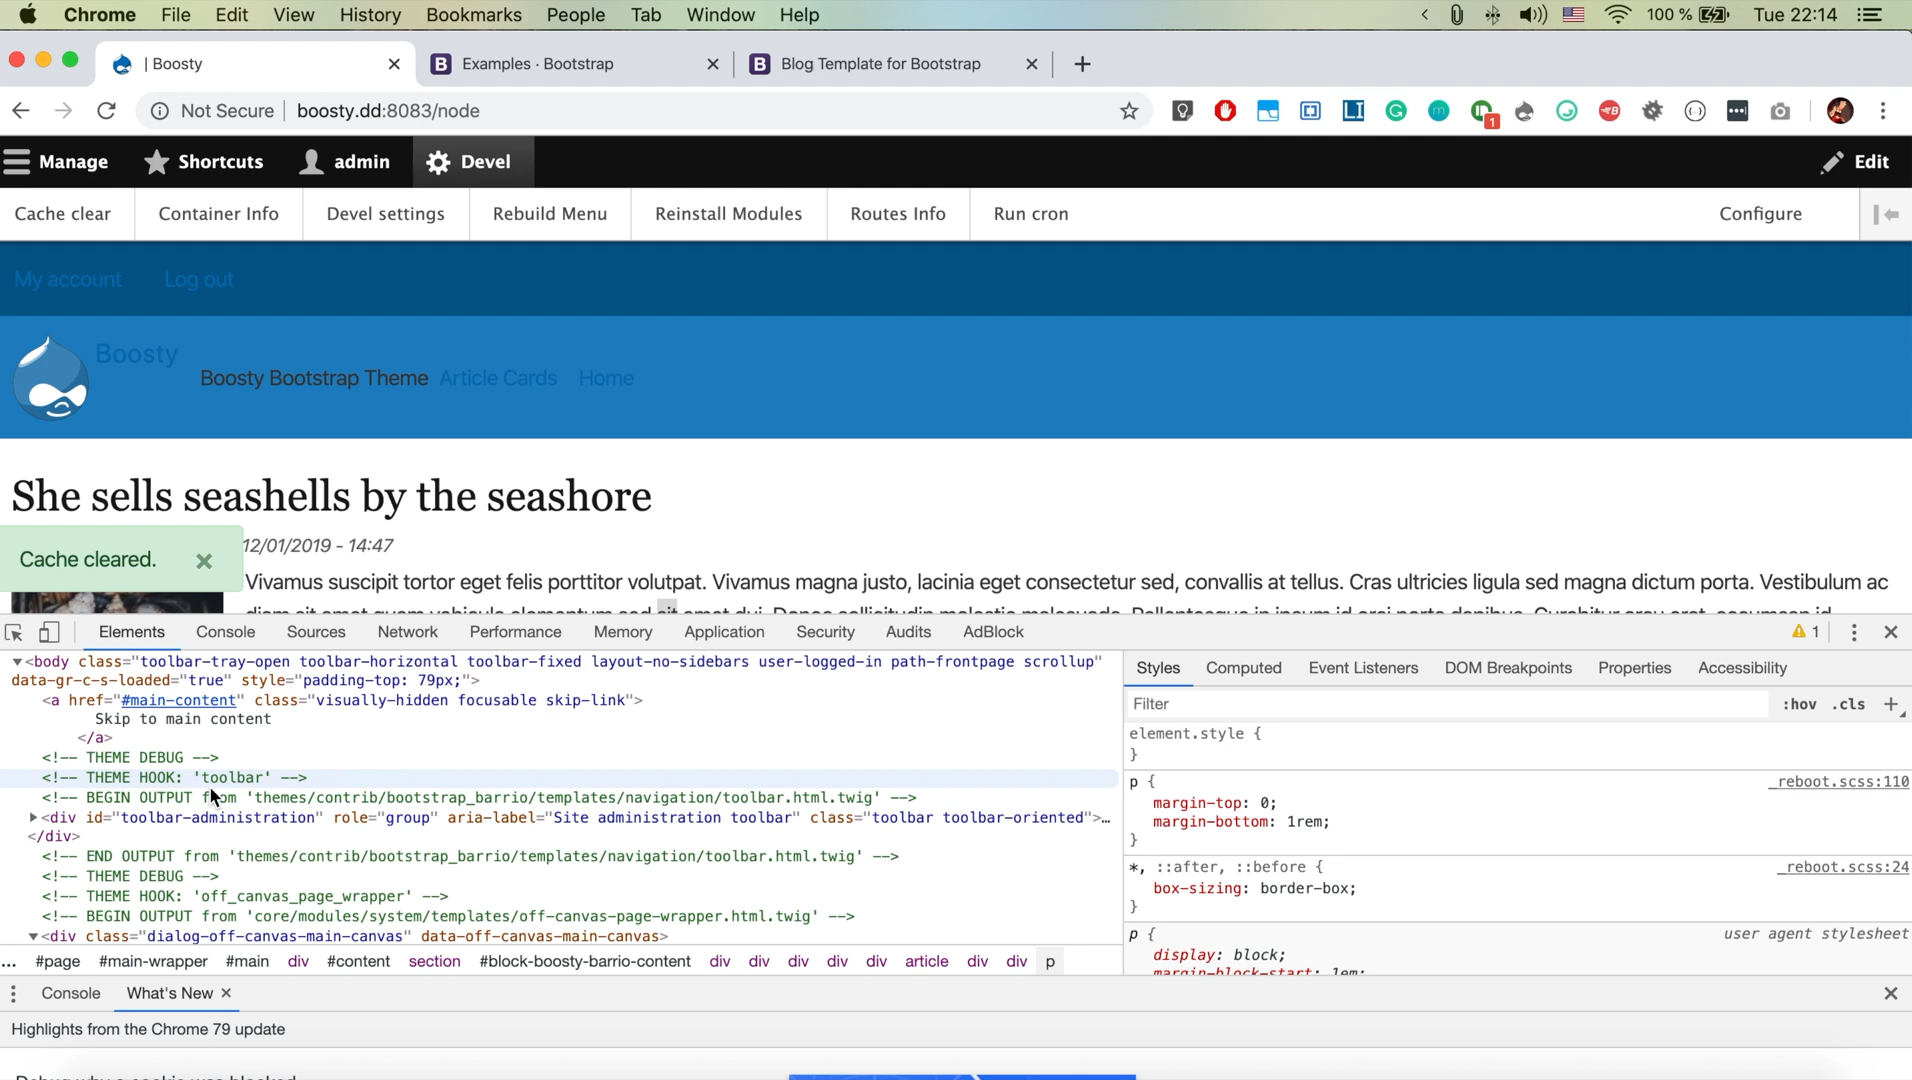 Chrome File Edit View History Bookmarks People Tab Window Help 100 % Tue 22:14
| Boosty Examples · Bootstrap Blog Template for Bootstrap
Not Secure boosty.dd:8083/node
Manage Shortcuts admin Devel Edit
Cache clear Container Info Devel settings Rebuild Menu Reinstall Modules Routes Info Run cron Configure
My account Log out
Boosty
Boosty Bootstrap Theme Article Cards Home
She sells seashells by the seashore
Cache cleared. ×
12/01/2019 - 14:47
Vivamus suscipit tortor eget felis porttitor volutpat. Vivamus magna justo, lacinia eget consectetur sed, convallis at tellus. Cras ultricies ligula sed magna dictum porta. Vestibulum ac
Elements Console Sources Network Performance Memory Application Security Audits AdBlock 1
<body class="toolbar-tray-open toolbar-horizontal toolbar-fixed layout-no-sidebars user-logged-in path-frontpage scrollup"
data-gr-c-s-loaded="true" style="padding-top: 79px;">
<a href="#main-content" class="visually-hidden focusable skip-link">
Skip to main content
</a>
<!-- THEME DEBUG -->
<!-- THEME HOOK: 'toolbar' -->
<!-- BEGIN OUTPUT from 'themes/contrib/bootstrap_barrio/templates/navigation/toolbar.html.twig' -->
<div id="toolbar-administration" role="group" aria-label="Site administration toolbar" class="toolbar toolbar-oriented">…
</div>
<!-- END OUTPUT from 'themes/contrib/bootstrap_barrio/templates/navigation/toolbar.html.twig' -->
<!-- THEME DEBUG -->
<!-- THEME HOOK: 'off_canvas_page_wrapper' -->
<!-- BEGIN OUTPUT from 'core/modules/system/templates/off-canvas-page-wrapper.html.twig' -->
<div class="dialog-off-canvas-main-canvas" data-off-canvas-main-canvas>
... #page #main-wrapper #main div #content section #block-boosty-barrio-content div div div div div article div div p
Styles Computed Event Listeners DOM Breakpoints Properties Accessibility
Filter :hov .cls +
element.style {
}
p { _reboot.scss:110
margin-top: 0;
margin-bottom: 1rem;
}
*, ::after, ::before { _reboot.scss:24
box-sizing: border-box;
}
p { user agent stylesheet
display: block;
margin-block-start: 1em;
Console What's New ×
Highlights from the Chrome 79 update